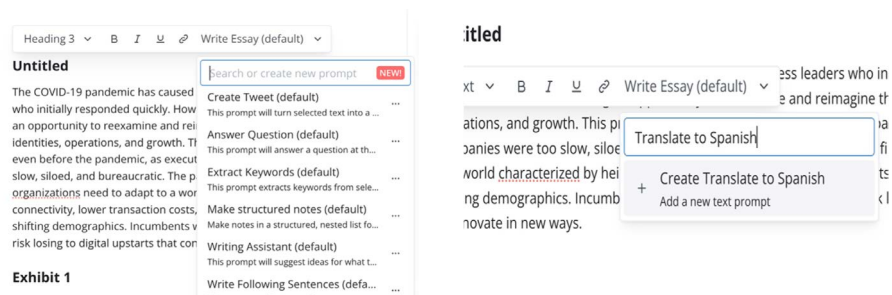 Heading 3 B I U Write Essay (default)
Untitled
The COVID-19 pandemic has caused
who initially responded quickly. How
an opportunity to reexamine and rei
identities, operations, and growth. Th
even before the pandemic, as execut
slow, siloed, and bureaucratic. The p
organizations need to adapt to a wor
connectivity, lower transaction costs,
shifting demographics. Incumbents w
risk losing to digital upstarts that con
Exhibit 1
Search or create new prompt NEW!
Create Tweet (default)
This prompt will turn selected text into a ...
Answer Question (default)
This prompt will answer a question at th...
Extract Keywords (default)
This prompt extracts keywords from sele...
Make structured notes (default)
Make notes in a structured, nested list fo...
Writing Assistant (default)
This prompt will suggest ideas for what t...
Write Following Sentences (defa...
titled
ess leaders who in
xt B I U Write Essay (default)
e and reimagine th
ations, and growth. This pr
panies were too slow, siloe
world characterized by hei
ng demographics. Incumb
novate in new ways.
Translate to Spanish
Create Translate to Spanish
Add a new text prompt